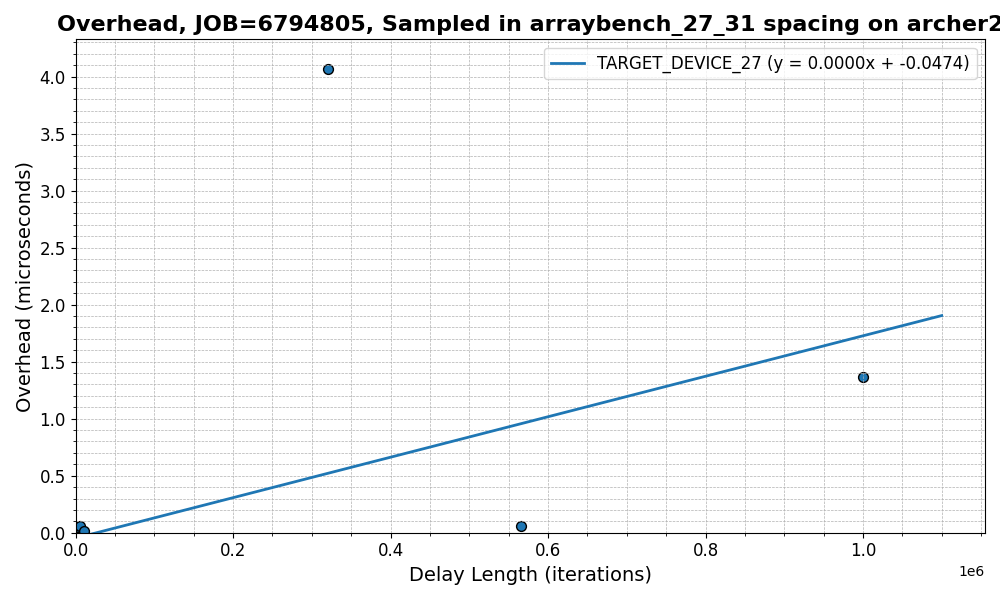 Overhead, JOB=6794805, Sampled in arraybench_27_31 spacing on archer2
TARGET_DEVICE_27 (y = 0.0000x + -0.0474)
Overhead (microseconds)
4.0
3.5
3.0
2.5
2.0
1.5
1.0
0.5
0.0
0.0 0.2 0.4 0.6 0.8 1.0
1e6
Delay Length (iterations)